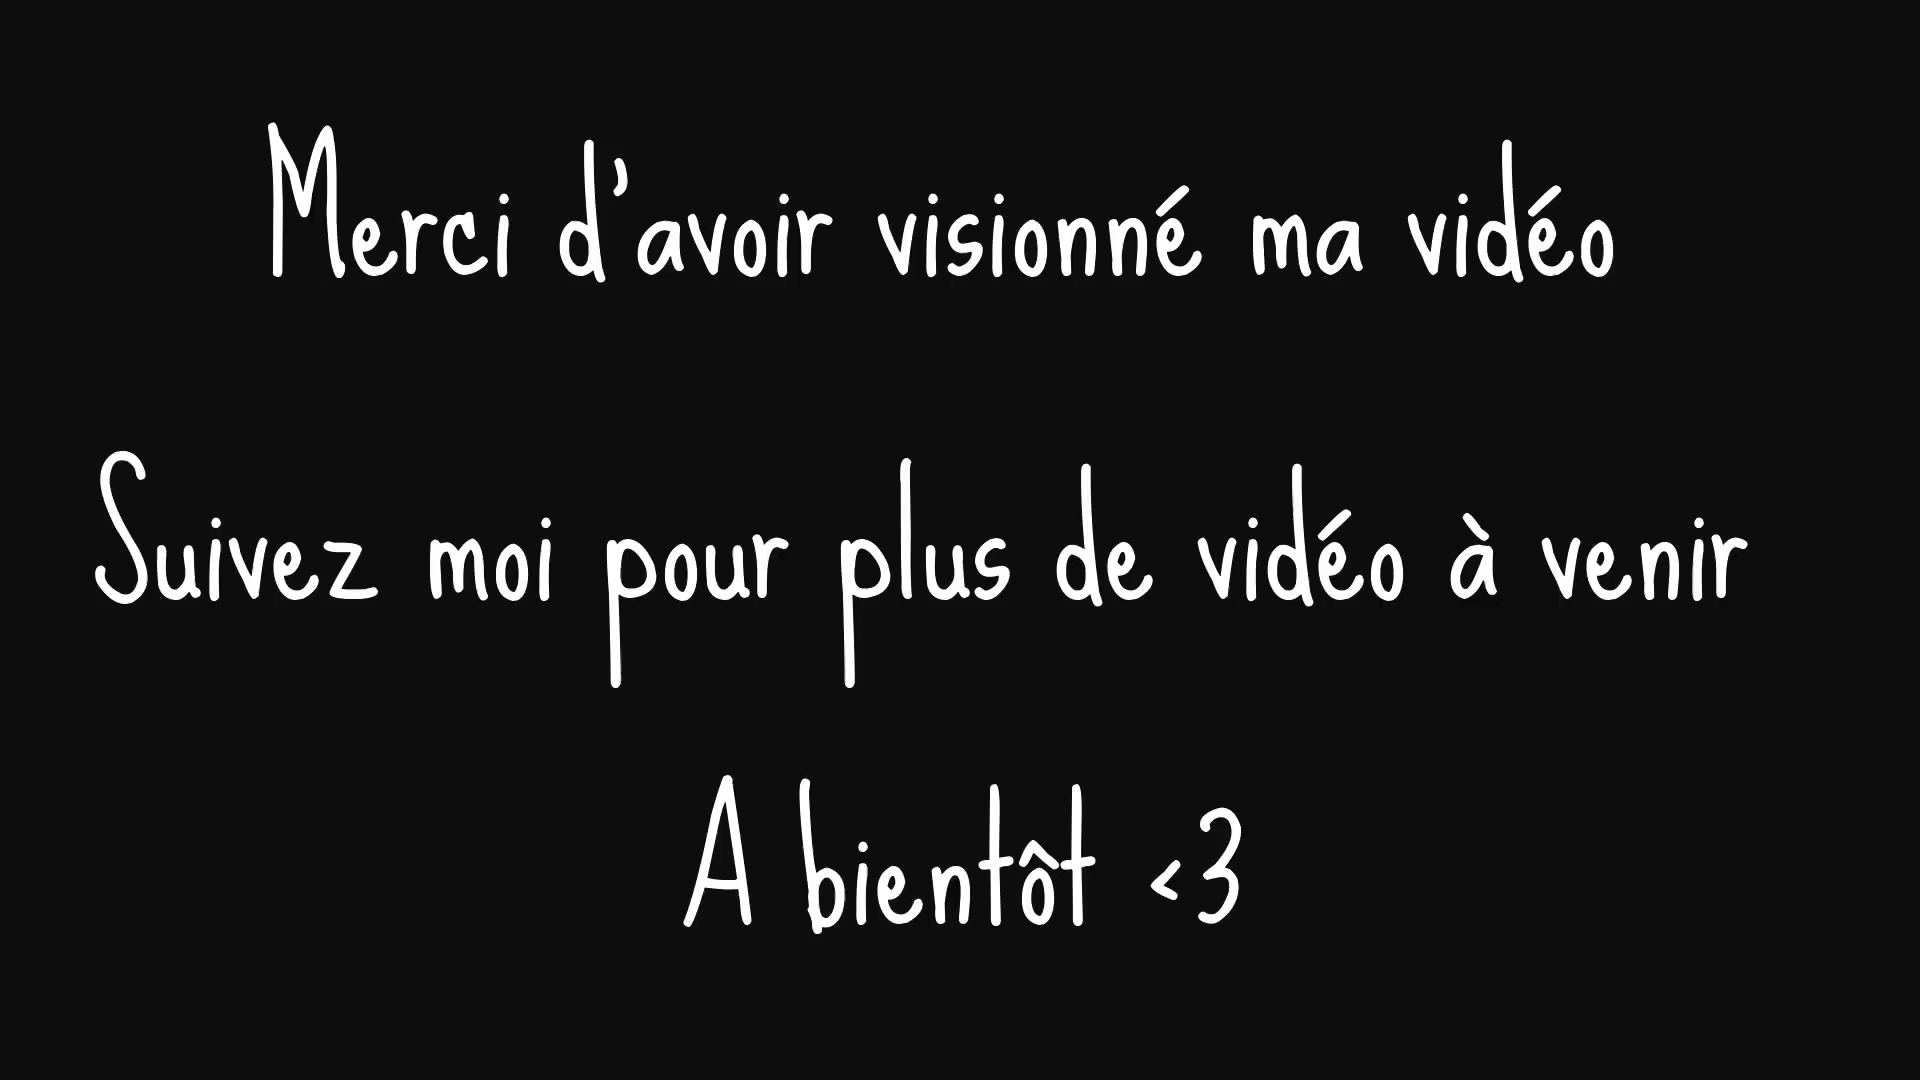 Merci d'avoir visionné ma vidéo
Suivez moi pour plus de vidéo à venir
A bientôt <3